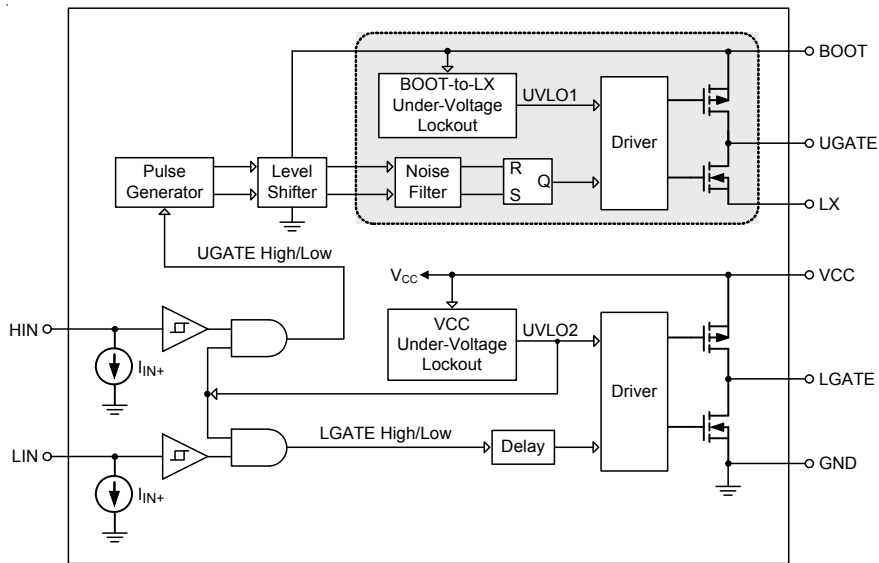 BOOT
BOOT-to-LX
Under-Voltage
Lockout
UVLO1
Driver
UGATE
Pulse
Generator
Level
Shifter
Noise
Filter
R
S
Q
LX
UGATE High/Low
VCC
VCC
HIN
VCC
Under-Voltage
Lockout
UVLO2
IIN+
Driver
LGATE
LGATE High/Low
Delay
LIN
GND
IIN+